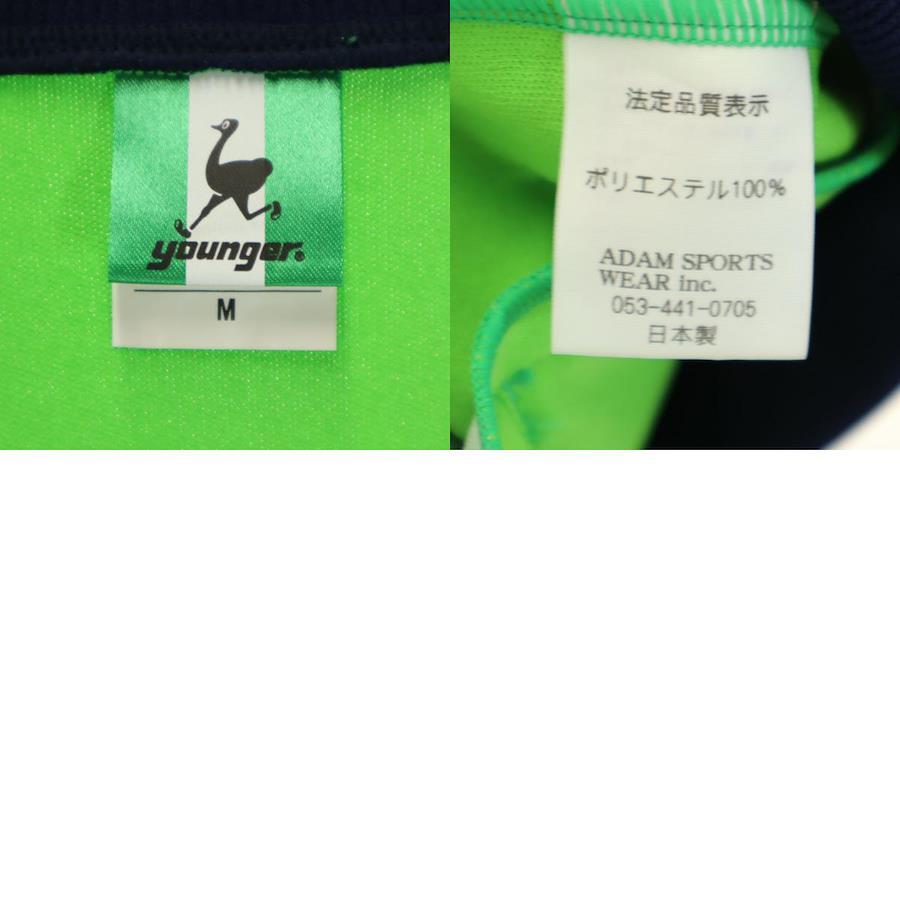 younger.
M
法定品質表示
ポリエステル100%
ADAM SPORTS
WEAR inc.
053-441-0705
日本製